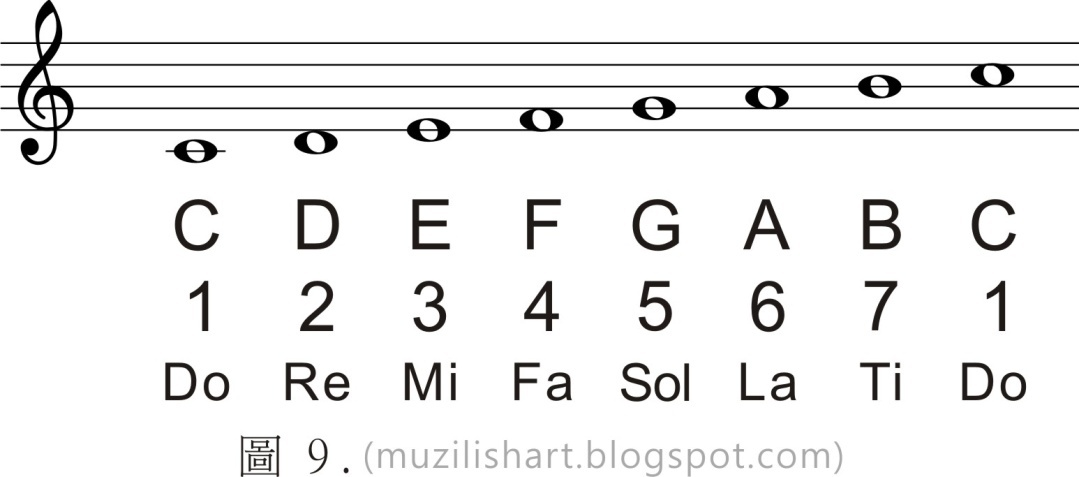 C D E F G A B C
1 2 3 4 5 6 7 1
Do Re Mi Fa Sol La Ti Do
圖 9. (muzilishart.blogspot.com)